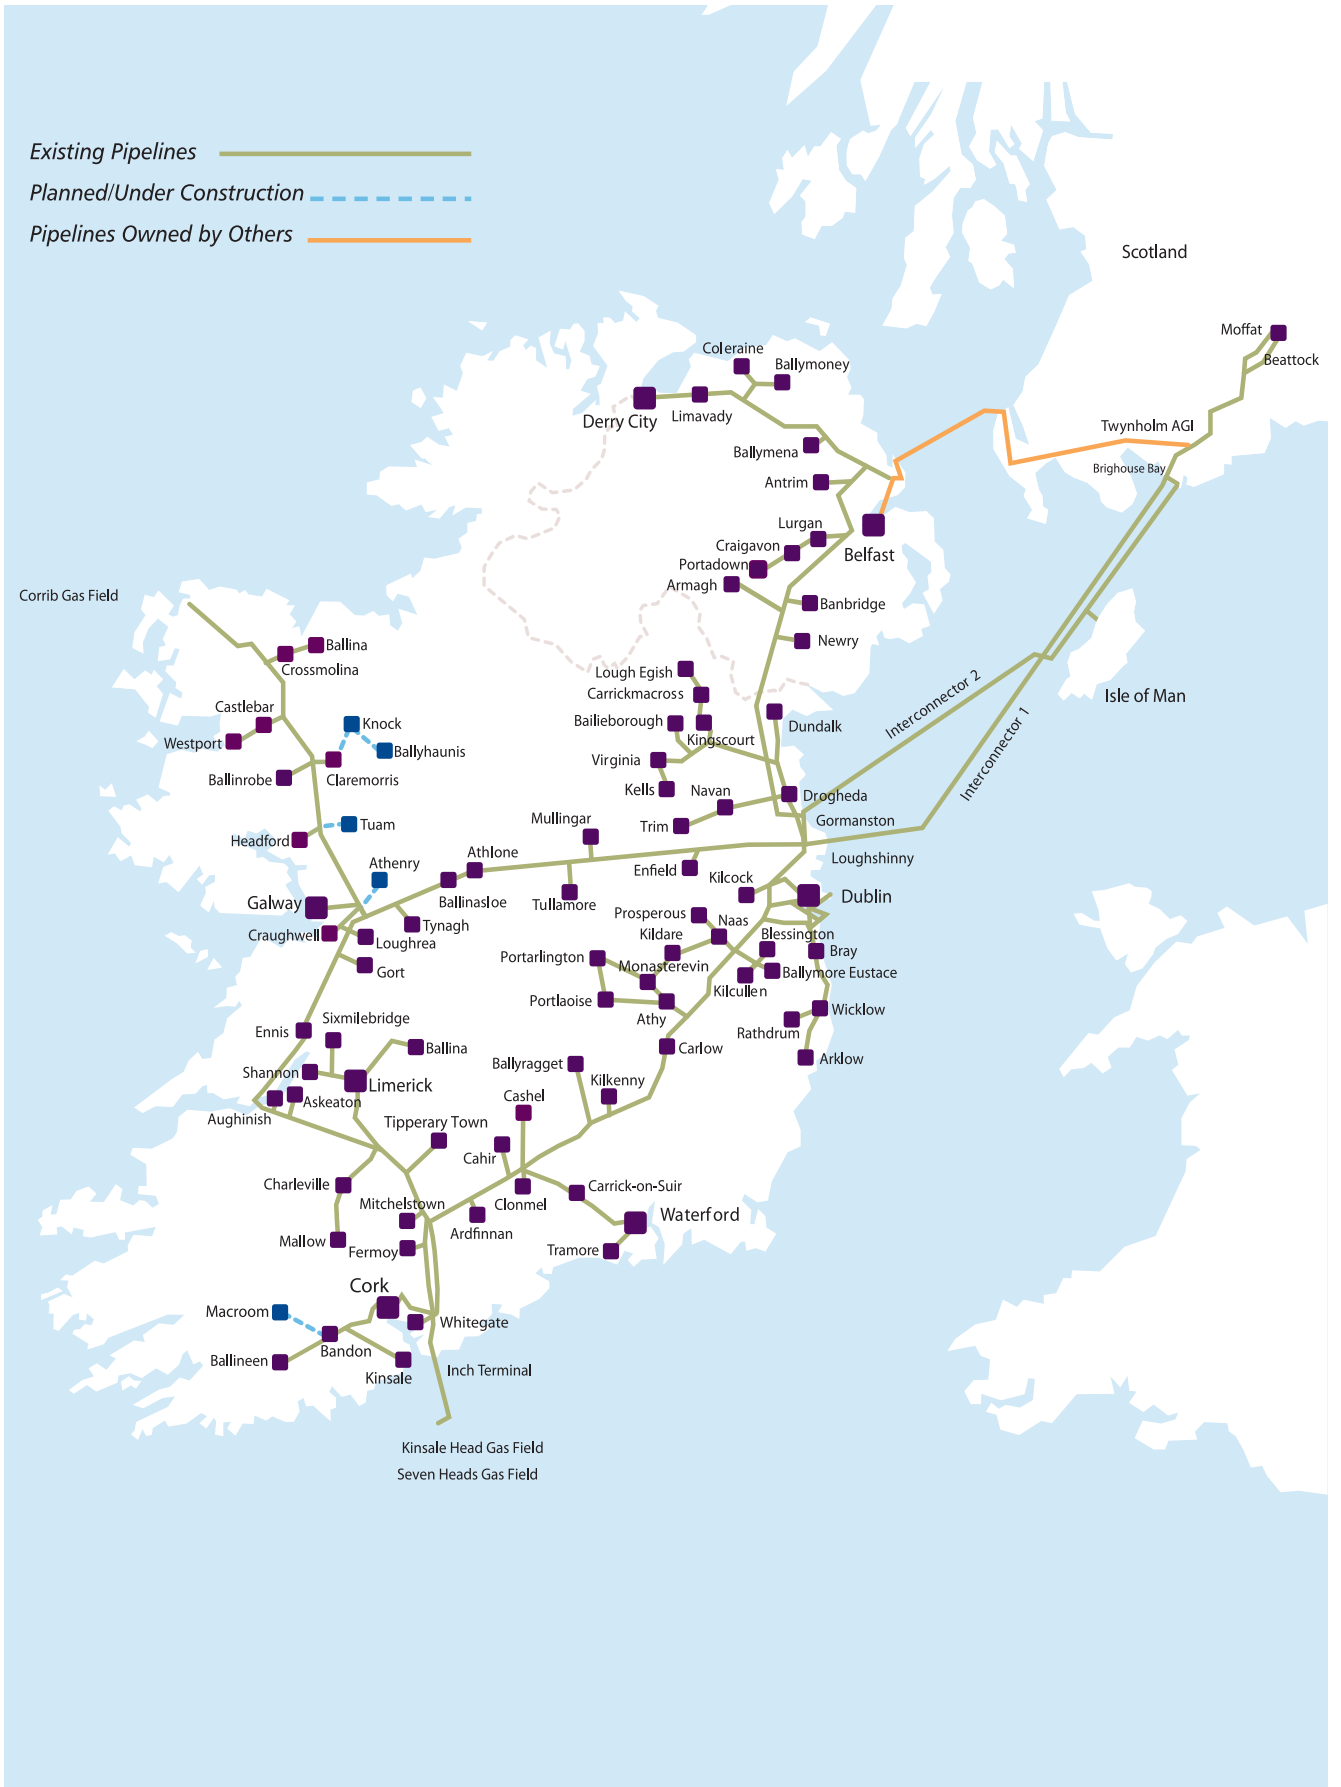 Existing Pipelines
Planned/Under Construction
Pipelines Owned by Others
Scotland
Moffat
Beattock
Coleraine
Ballymoney
Limavady
Derry City
Twynholm AGI
Ballymena
Brighouse Bay
Antrim
Lurgan
Craigavon
Belfast
Portadown
Armagh
Corrib Gas Field
Banbridge
Newry
Ballina
Crossmolina
Lough Egish
Carrickmacross
Isle of Man
Interconnector 2
Interconnector 1
Castlebar
Westport
Knock
Ballyhaunis
Bailieborough
Kingscourt
Dundalk
Virginia
Ballinrobe
Claremorris
Kells
Navan
Drogheda
Gormanston
Trim
Mullingar
Tuam
Headford
Loughshinny
Athlone
Athenry
Enfield
Kilcock
Ballinasloe
Tullamore
Galway
Dublin
Prosperous
Naas
Tynagh
Craughwell
Loughrea
Kildare
Blessington
Bray
Portarlington
Monasterevin
Gort
Ballymore Eustace
Kilcullen
Portlaoise
Athy
Wicklow
Rathdrum
Sixmilebridge
Ennis
Ballina
Carlow
Arklow
Ballyragget
Shannon
Limerick
Kilkenny
Askeaton
Cashel
Aughinish
Tipperary Town
Cahir
Charleville
Carrick-on-Suir
Mitchelstown
Clonmel
Waterford
Ardfinnan
Mallow
Fermoy
Tramore
Cork
Macroom
Whitegate
Bandon
Ballineen
Kinsale
Inch Terminal
Kinsale Head Gas Field
Seven Heads Gas Field